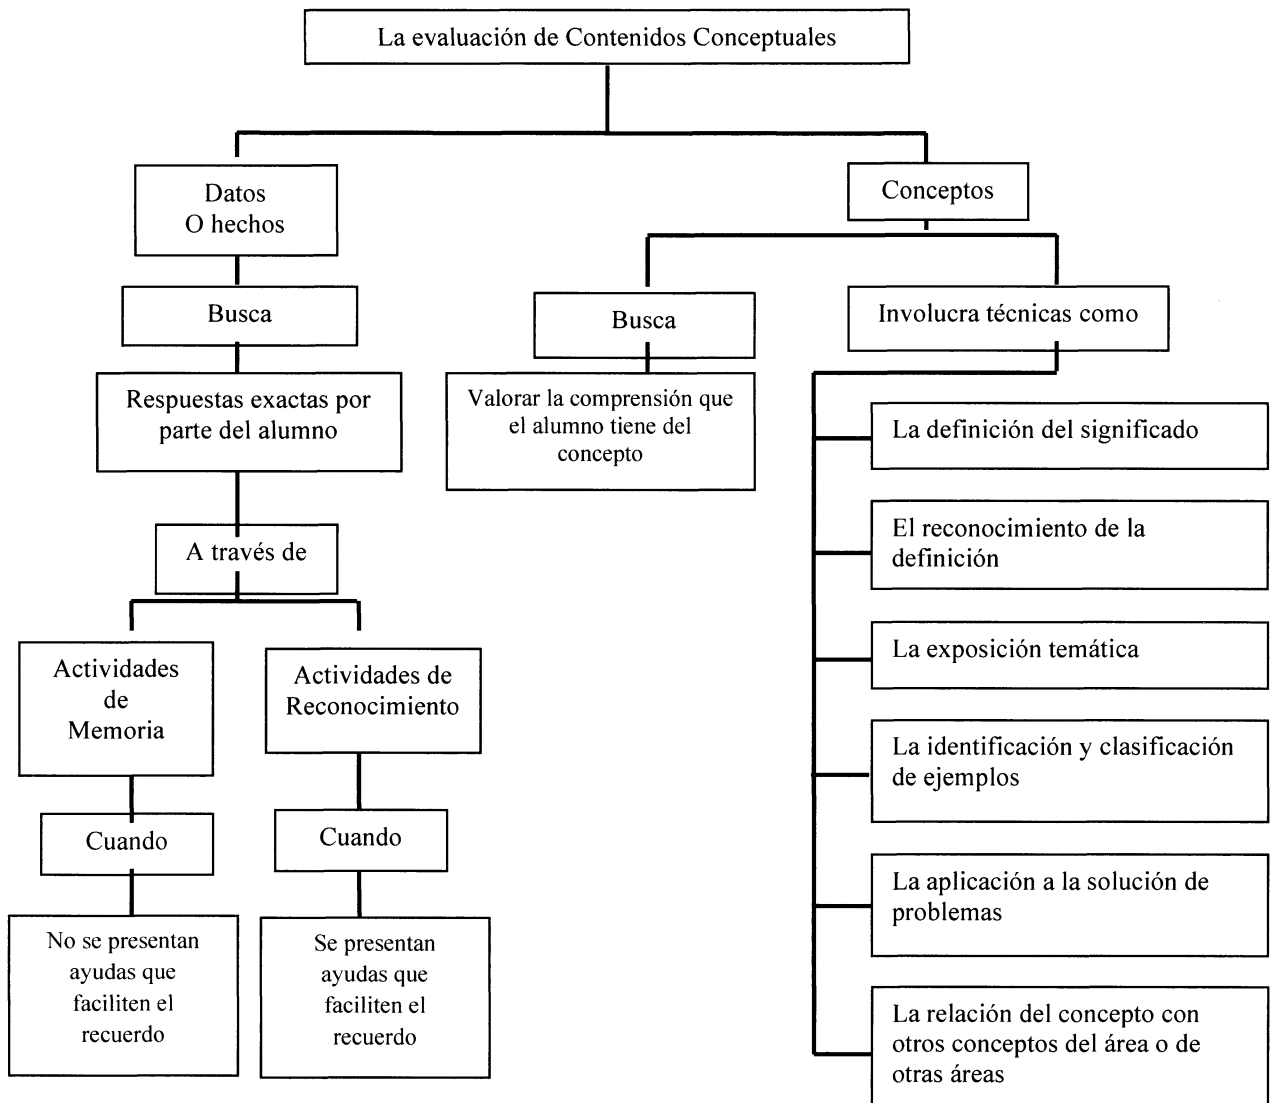 La evaluación de Contenidos Conceptuales
Datos
O hechos
Conceptos
Busca
Busca
Involucra técnicas como
Respuestas exactas por
parte del alumno
Valorar la comprensión que
el alumno tiene del
concepto
La definición del significado
El reconocimiento de la
definición
La exposición temática
La identificación y clasificación
de ejemplos
La aplicación a la solución de
problemas
La relación del concepto con
otros conceptos del área o de
otras áreas
A través de
Actividades
de
Memoria
Actividades de
Reconocimiento
Cuando
Cuando
No se presentan
ayudas que
faciliten el
recuerdo
Se presentan
ayudas que
faciliten el
recuerdo